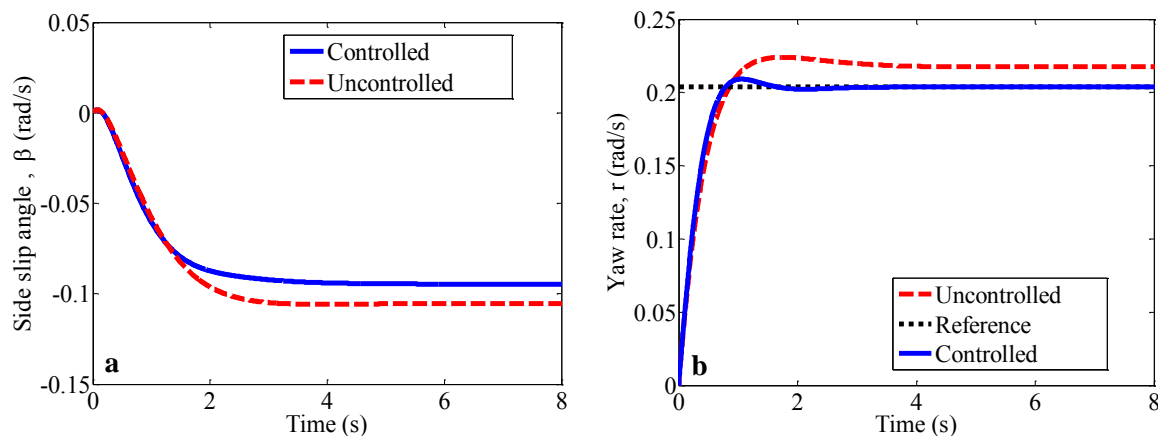 0.05
0
-0.05
-0.1
-0.15
Side slip angle , β (rad/s)
Controlled
Uncontrolled
a
0
2
4
6
8
Time (s)
0.25
0.2
0.15
0.1
0.05
0
Yaw rate, r (rad/s)
Uncontrolled
Reference
Controlled
b
0
2
4
6
8
Time (s)